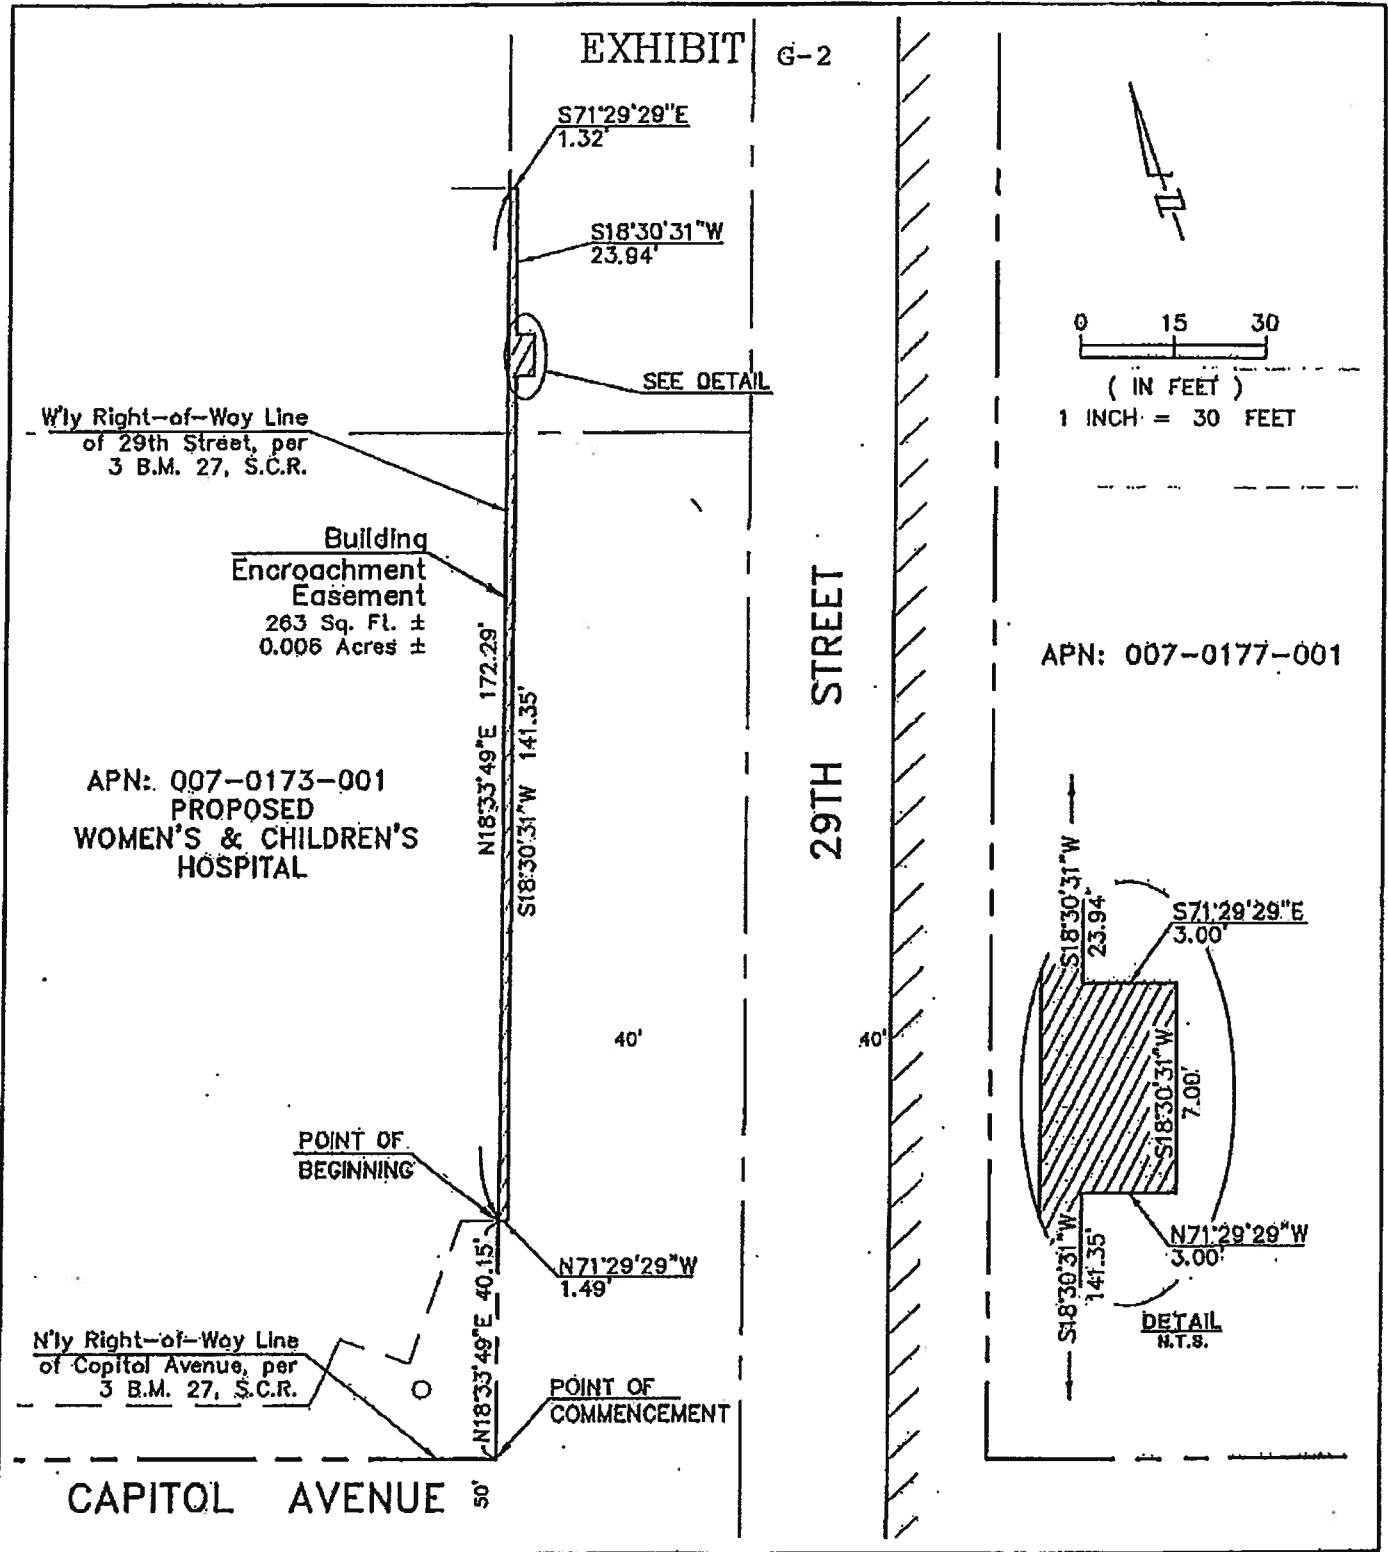 EXHIBIT G-2
S71°29'29"E
1.32'
S18°30'31"W
23.94'
SEE DETAIL
0 15 30
( IN FEET )
1 INCH = 30 FEET
W'ly Right-of-Way Line
of 29th Street, per
3 B.M. 27, S.C.R.
Building
Encroachment
Easement
263 Sq. Ft. ±
0.006 Acres ±
N18°33'49"E 172.29'
S18°30'31"W 141.35'
29TH STREET
APN: 007-0177-001
APN: 007-0173-001
PROPOSED
WOMEN'S & CHILDREN'S
HOSPITAL
40'
40'
S18°30'31"W
23.94'
S71°29'29"E
3.00'
S18°30'31"W
7.00'
N71°29'29"W
3.00'
S18°30'31"W
141.35'
DETAIL
N.T.S.
POINT OF
BEGINNING
N71°29'29"W
1.49'
N18°33'49"E 40.15'
N'ly Right-of-Way Line
of Capitol Avenue, per
3 B.M. 27, S.C.R.
POINT OF
COMMENCEMENT
CAPITOL AVENUE
50'